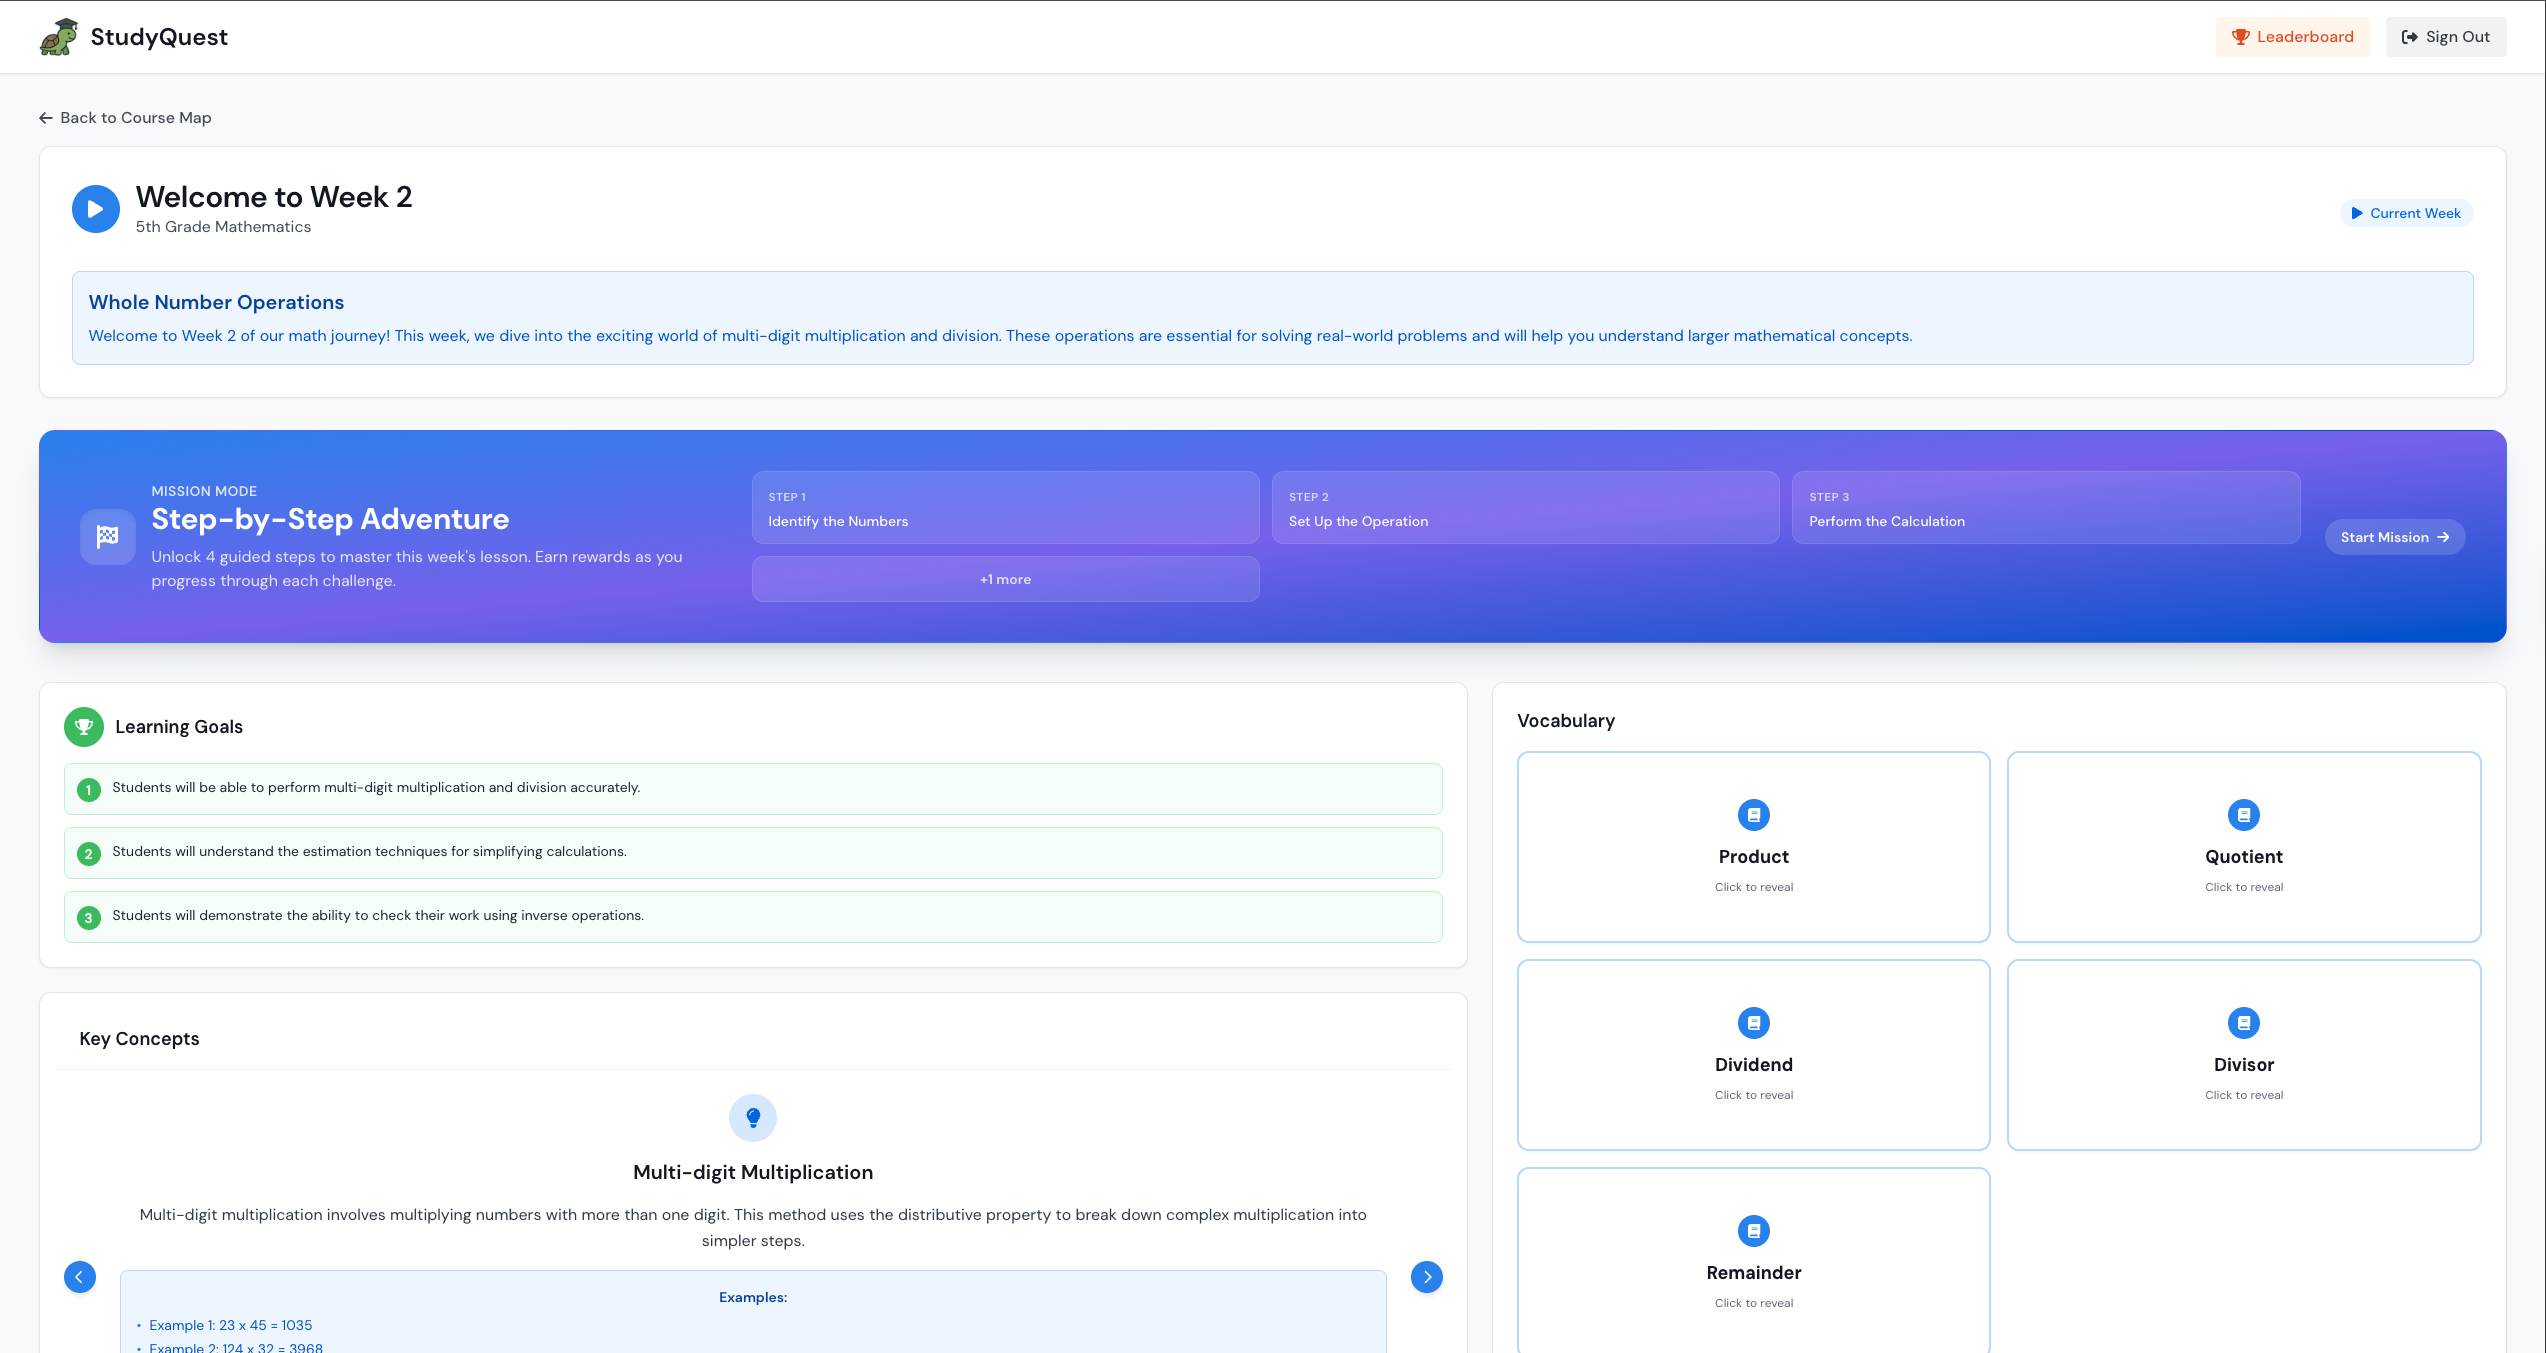 StudyQuest
Leaderboard
Sign Out
Back to Course Map
Welcome to Week 2
5th Grade Mathematics
Current Week
Whole Number Operations
Welcome to Week 2 of our math journey! This week, we dive into the exciting world of multi-digit multiplication and division. These operations are essential for solving real-world problems and will help you understand larger mathematical concepts.
MISSION MODE
Step-by-Step Adventure
Unlock 4 guided steps to master this week's lesson. Earn rewards as you
progress through each challenge.
STEP 1
Identify the Numbers
STEP 2
Set Up the Operation
STEP 3
Perform the Calculation
+1 more
Start Mission
Learning Goals
1 Students will be able to perform multi-digit multiplication and division accurately.
2 Students will understand the estimation techniques for simplifying calculations.
3 Students will demonstrate the ability to check their work using inverse operations.
Key Concepts
Multi-digit Multiplication
Multi-digit multiplication involves multiplying numbers with more than one digit. This method uses the distributive property to break down complex multiplication into
simpler steps.
Examples:
• Example 1: 23 x 45 = 1035
• Example 2: 124 x 32 = 3968
Vocabulary
Product
Click to reveal
Quotient
Click to reveal
Dividend
Click to reveal
Divisor
Click to reveal
Remainder
Click to reveal